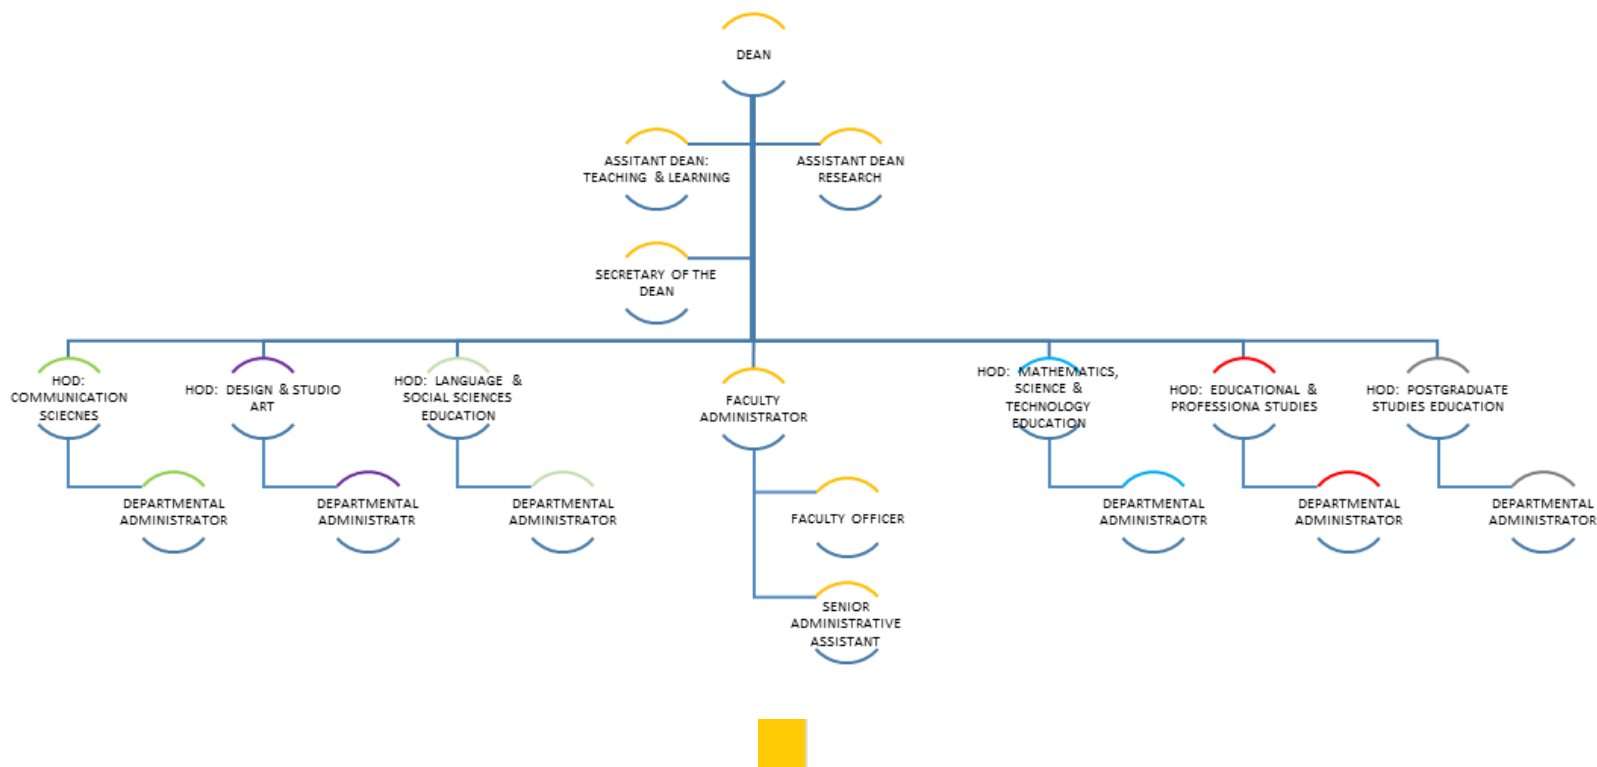 DEAN
ASSITANT DEAN:
TEACHING & LEARNING
ASSISTANT DEAN
RESEARCH
SECRETARY OF THE
DEAN
HOD:
COMMUNICATION
SCIECNES
HOD: DESIGN & STUDIO
ART
HOD: LANGUAGE &
SOCIAL SCIENCES
EDUCATION
FACULTY
ADMINISTRATOR
HOD: MATHEMATICS,
SCIENCE &
TECHNOLOGY
EDUCATION
HOD: EDUCATIONAL &
PROFESSIONA STUDIES
HOD: POSTGRADUATE
STUDIES EDUCATION
DEPARTMENTAL
ADMINISTRATOR
DEPARTMENTAL
ADMINISTRATR
DEPARTMENTAL
ADMINISTRATOR
FACULTY OFFICER
DEPARTMENTAL
ADMINISTRAOTR
DEPARTMENTAL
ADMINISTRATOR
DEPARTMENTAL
ADMINISTRATOR
SENIOR
ADMINISTRATIVE
ASSISTANT